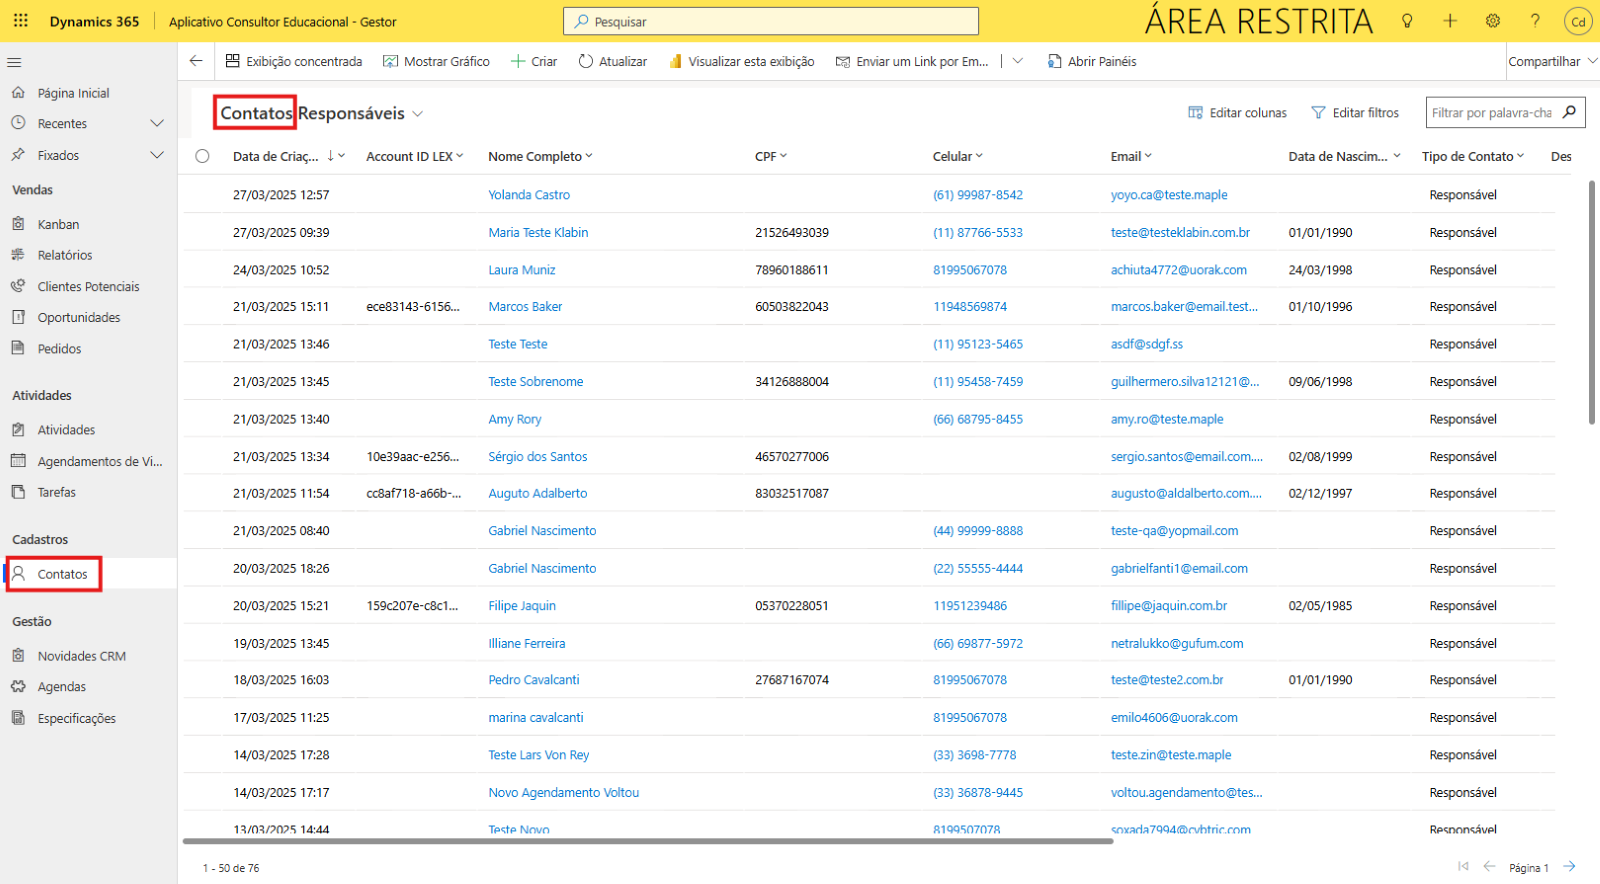 Dynamics 365 Aplicativo Consultor Educacional - Gestor Pesquisar ÁREA RESTRITA Cd
Exibição concentrada Mostrar Gráfico Criar Atualizar Visualizar esta exibição Enviar um Link por Em... Abrir Painéis Compartilhar
Página Inicial
Recentes
Fixados
Vendas
Kanban
Relatórios
Clientes Potenciais
Oportunidades
Pedidos
Atividades
Atividades
Agendamentos de Vi...
Tarefas
Cadastros
Contatos
Gestão
Novidades CRM
Agendas
Especificações
Contatos Responsáveis Editar colunas Editar filtros Filtrar por palavra-cha
Data de Criaç... Account ID LEX Nome Completo CPF Celular Email Data de Nascim... Tipo de Contato Des
27/03/2025 12:57 Yolanda Castro (61) 99987-8542 yoyo.ca@teste.maple Responsável
27/03/2025 09:39 Maria Teste Klabin 21526493039 (11) 87766-5533 teste@testeklabin.com.br 01/01/1990 Responsável
24/03/2025 10:52 Laura Muniz 78960188611 81995067078 achiuta4772@uorak.com 24/03/1998 Responsável
21/03/2025 15:11 ece83143-6156... Marcos Baker 60503822043 11948569874 marcos.baker@email.test... 01/10/1996 Responsável
21/03/2025 13:46 Teste Teste (11) 95123-5465 asdf@sdgf.ss Responsável
21/03/2025 13:45 Teste Sobrenome 34126888004 (11) 95458-7459 guilhermero.silva12121@... 09/06/1998 Responsável
21/03/2025 13:40 Amy Rory (66) 68795-8455 amy.ro@teste.maple Responsável
21/03/2025 13:34 10e39aac-e256... Sérgio dos Santos 46570277006 sergio.santos@email.com.... 02/08/1999 Responsável
21/03/2025 11:54 cc8af718-a66b-... Auguto Adalberto 83032517087 augusto@aldalberto.com.... 02/12/1997 Responsável
21/03/2025 08:40 Gabriel Nascimento (44) 99999-8888 teste-qa@yopmail.com Responsável
20/03/2025 18:26 Gabriel Nascimento (22) 55555-4444 gabrielfanti1@email.com Responsável
20/03/2025 15:21 159c207e-c8c1... Filipe Jaquin 05370228051 11951239486 fillipe@jaquin.com.br 02/05/1985 Responsável
19/03/2025 13:45 Illiane Ferreira (66) 69877-5972 netralukko@gufum.com Responsável
18/03/2025 16:03 Pedro Cavalcanti 27687167074 81995067078 teste@teste2.com.br 01/01/1990 Responsável
17/03/2025 11:25 marina cavalcanti 81995067078 emilo4606@uorak.com Responsável
14/03/2025 17:28 Teste Lars Von Rey (33) 3698-7778 teste.zin@teste.maple Responsável
14/03/2025 17:17 Novo Agendamento Voltou (33) 36878-9445 voltou.agendamento@tes... Responsável
13/03/2025 14:44 Teste Novo 8199507078 soxada7994@cybtric.com Responsável
1 - 50 de 76 Página 1